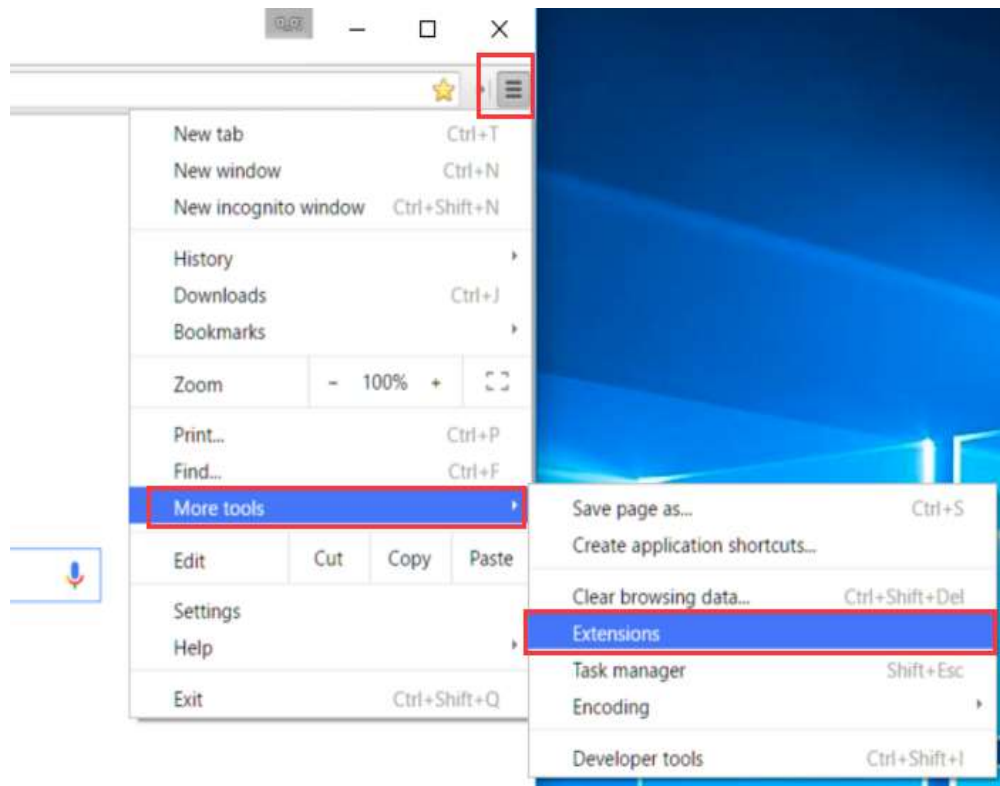 New tab Ctrl+T
New window Ctrl+N
New incognito window Ctrl+Shift+N
History
Downloads Ctrl+J
Bookmarks
Zoom - 100% +
Print... Ctrl+P
Find... Ctrl+F
More tools
Edit Cut Copy Paste
Settings
Help
Exit Ctrl+Shift+Q
Save page as... Ctrl+S
Create application shortcuts...
Clear browsing data... Ctrl+Shift+Del
Extensions
Task manager Shift+Esc
Encoding
Developer tools Ctrl+Shift+I